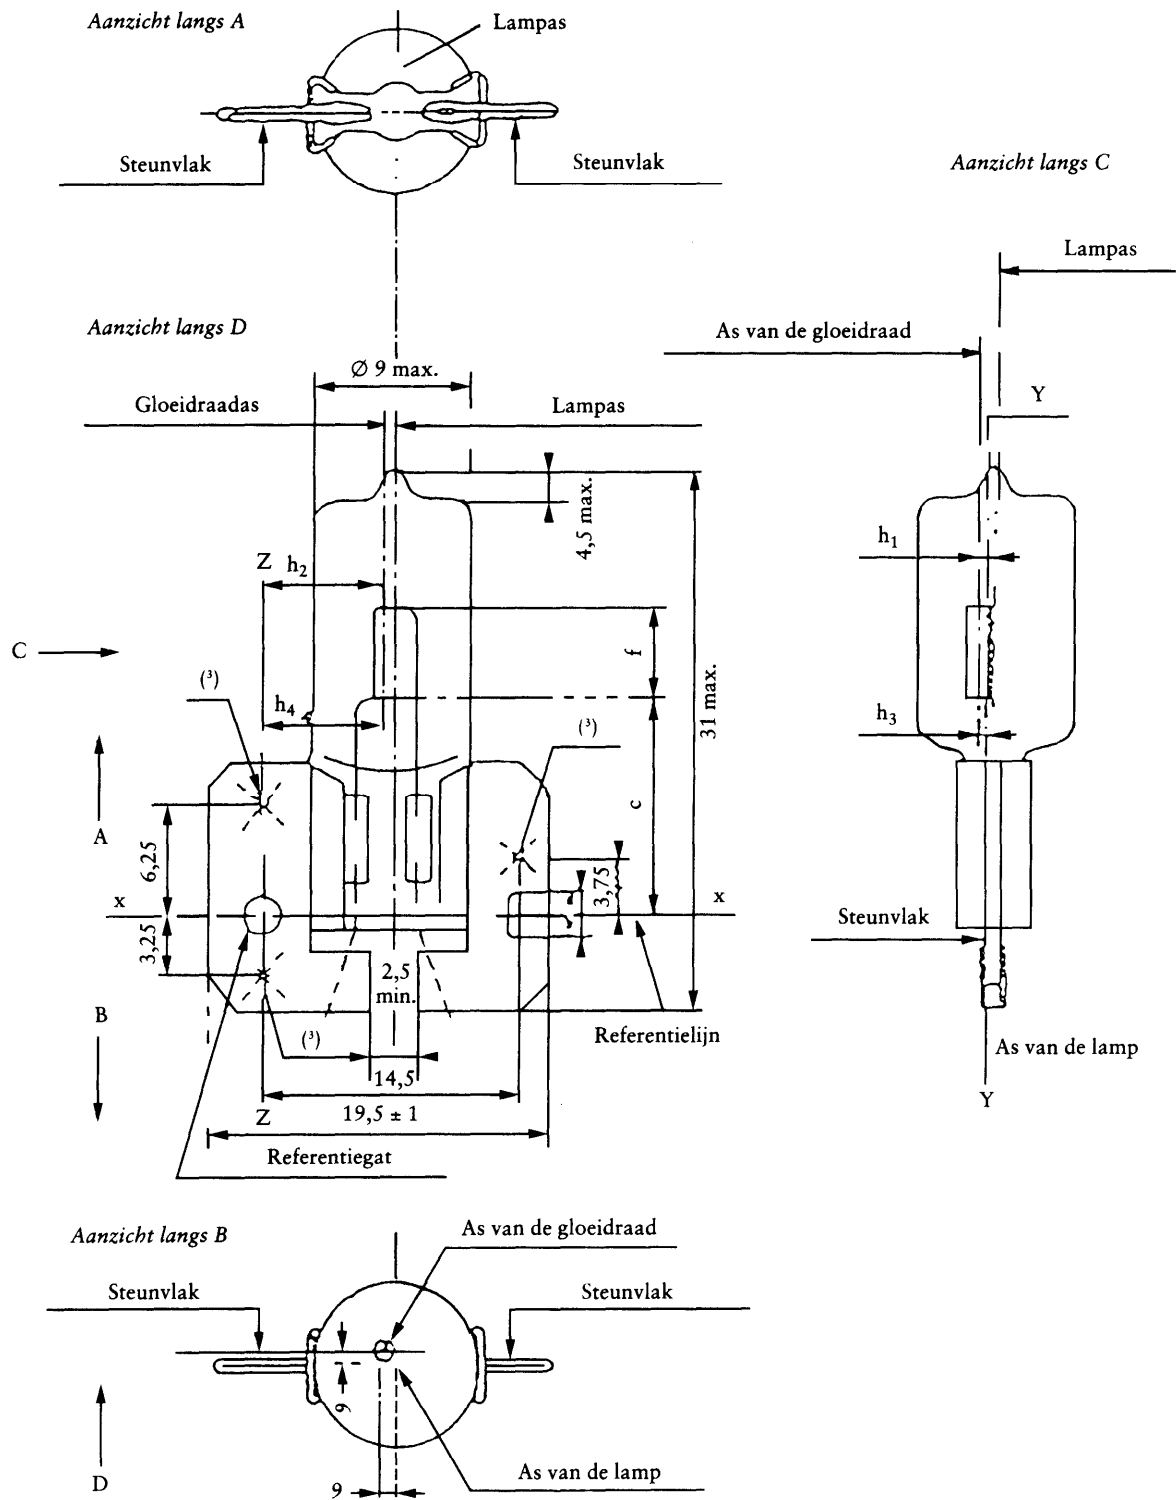 Aanzicht langs A
Lampas
Steunvlak
Steunvlak
Aanzicht langs C
Lampas
As van de gloeidraad
Y
Aanzicht langs D
Ø 9 max.
Gloeidraadas
Lampas
4,5 max.
Z
h2
h1
C
f
31 max.
(³)
h4
(³)
h3
A
6,25
c
3,75
x
x
Steunvlak
3,25
2,5
min.
B
(³)
Referentielijn
As van de lamp
14,5
Z
19,5 ± 1
Y
Referentiegat
Aanzicht langs B
As van de gloeidraad
Steunvlak
Steunvlak
9
D
As van de lamp
9